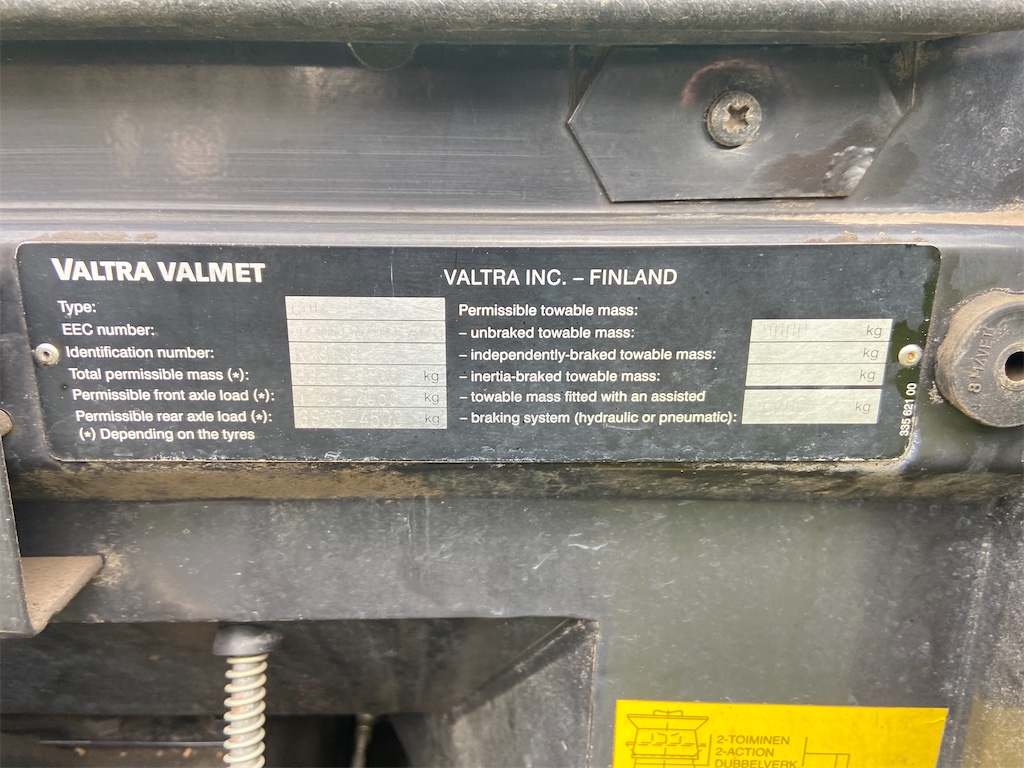 VALTRA VALMET
VALTRA INC. – FINLAND
Type:
EEC number:
Identification number:
Total permissible mass (*): kg
Permissible front axle load (*): kg
Permissible rear axle load (*): kg
(*) Depending on the tyres
Permissible towable mass:
– unbraked towable mass: kg
– independently-braked towable mass: kg
– inertia-braked towable mass:
– towable mass fitted with an assisted
– braking system (hydraulic or pneumatic): kg
335 621 00
2-TOIMINEN
2-ACTION
DUBBELVERK